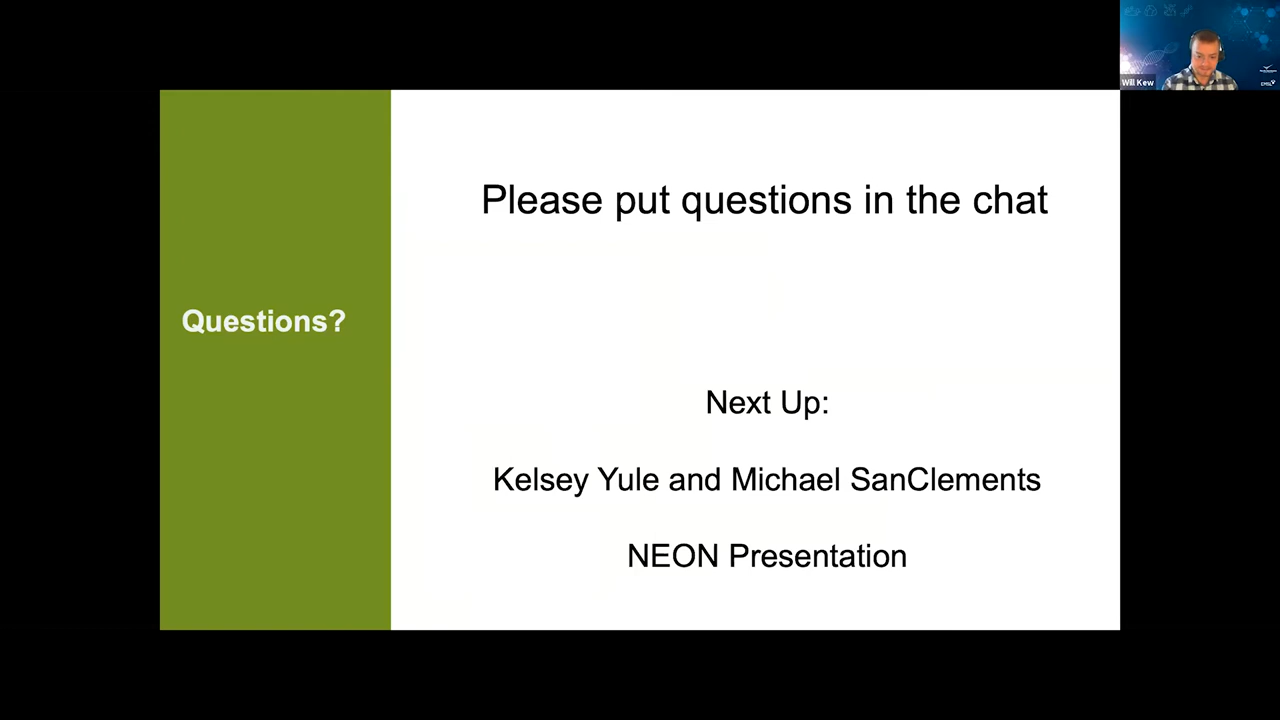 Will Kew
Please put questions in the chat
Questions?
Next Up:
Kelsey Yule and Michael SanClements
NEON Presentation